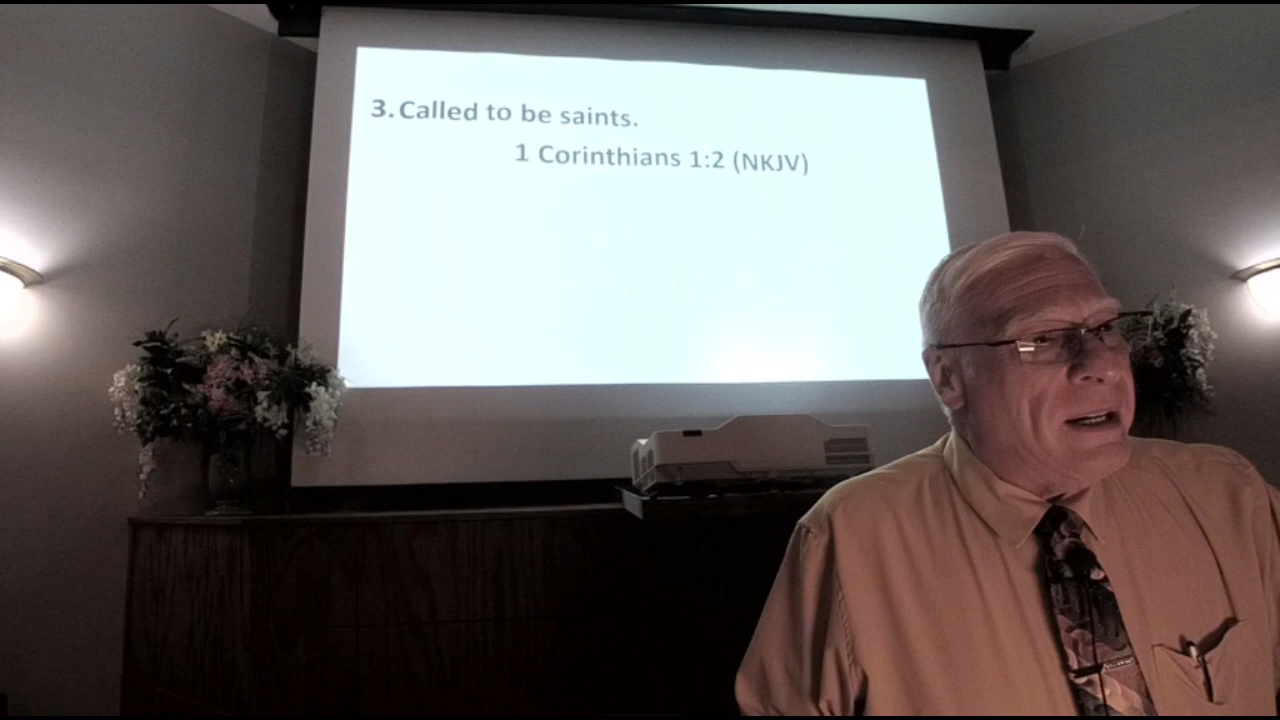 3. Called to be saints.
1 Corinthians 1:2 (NKJV)